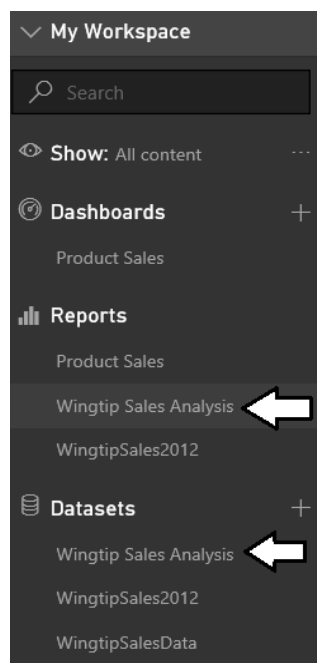 My Workspace
Search
Show: All content
Dashboards
Product Sales
Reports
Product Sales
Wingtip Sales Analysis
WingtipSales2012
Datasets
Wingtip Sales Analysis
WingtipSales2012
WingtipSalesData